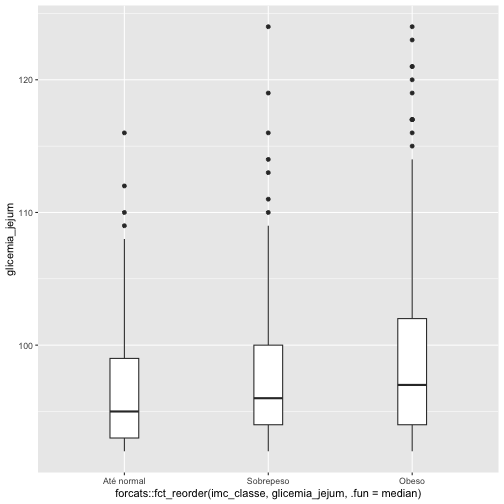 glicemia_jejum
120
110
100
Até normal
Sobrepeso
Obeso
forcats::fct_reorder(imc_classe, glicemia_jejum, .fun = median)